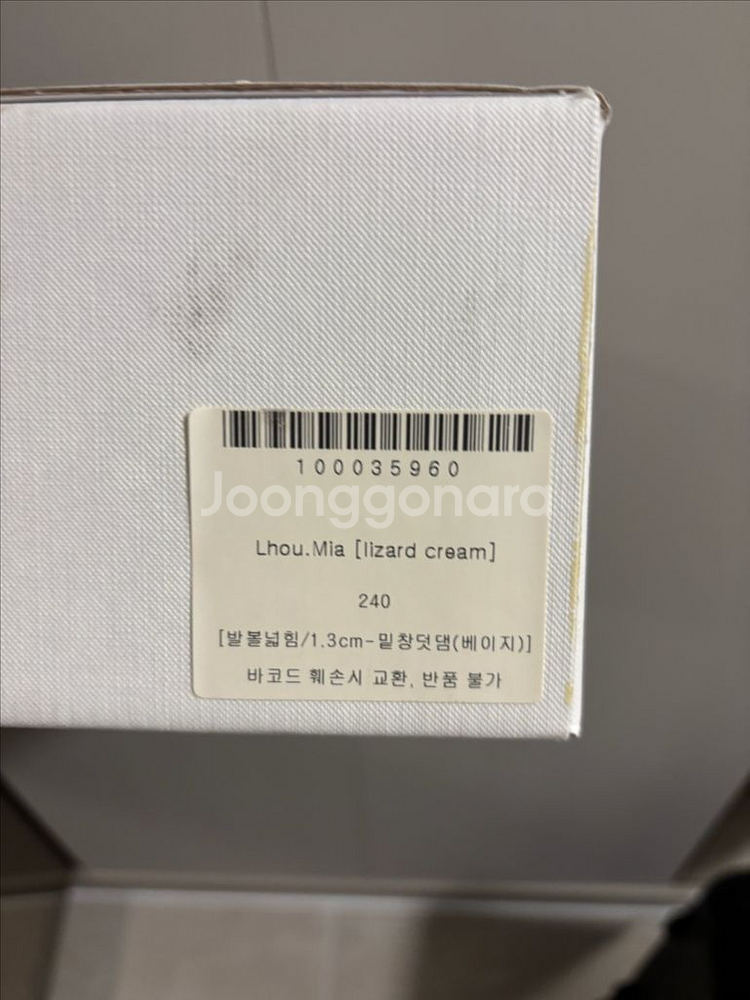 100035960
Joonggonara
Lhou.Mia [lizard cream]
240
[발볼넓힘/1.3cm-밑창덧댐(베이지)]
바코드 훼손시 교환, 반품 불가